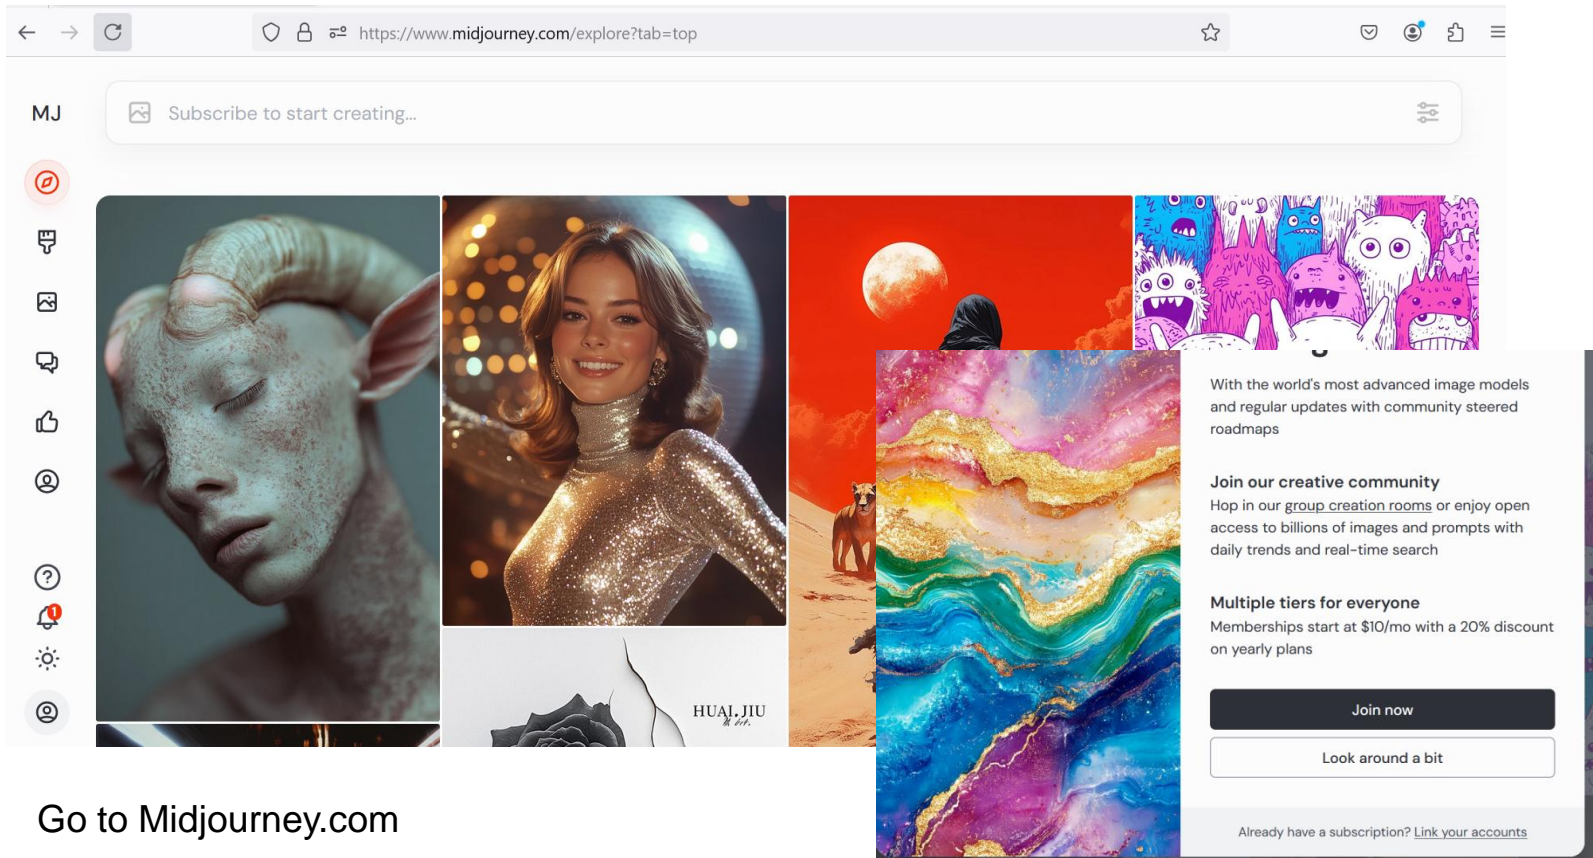 https://www.midjourney.com/explore?tab=top
MJ
Subscribe to start creating...
1
HUAI.JIU
With the world's most advanced image models
and regular updates with community steered
roadmaps
Join our creative community
Hop in our group creation rooms or enjoy open
access to billions of images and prompts with
daily trends and real-time search
Multiple tiers for everyone
Memberships start at $10/mo with a 20% discount
on yearly plans
Join now
Look around a bit
Already have a subscription? Link your accounts
Go to Midjourney.com